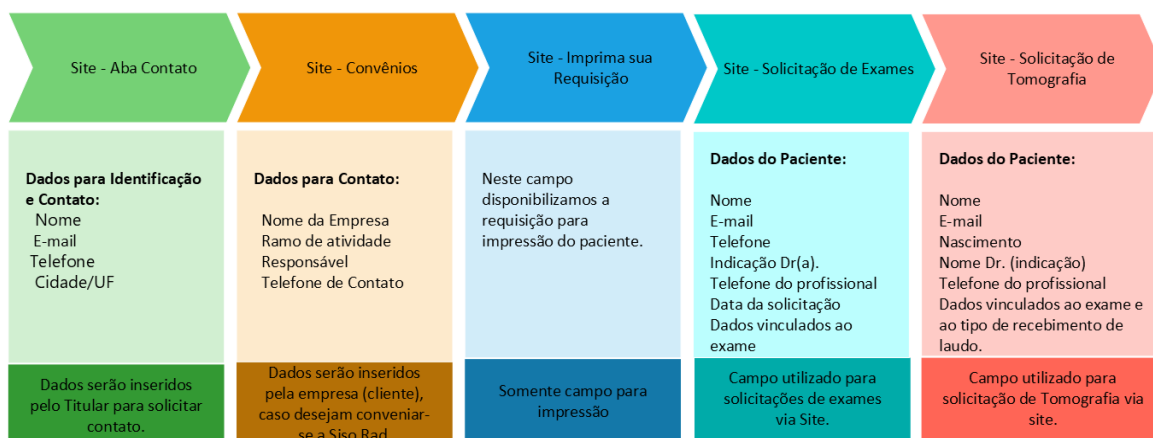 Site - Aba Contato
Site - Convênios
Site - Imprima sua
Requisição
Site - Solicitação de Exames
Site - Solicitação de
Tomografia
Dados para Identificação
e Contato:
Nome
E-mail
Telefone
Cidade/UF
Dados para Contato:
Nome da Empresa
Ramo de atividade
Responsável
Telefone de Contato
Neste campo
disponibilizamos a
requisição para
impressão do paciente.
Dados do Paciente:
Nome
E-mail
Telefone
Indicação Dr(a).
Telefone do profissional
Data da solicitação
Dados vinculados ao
exame
Dados do Paciente:
Nome
E-mail
Nascimento
Nome Dr. (indicação)
Telefone do profissional
Dados vinculados ao exame e
ao tipo de recebimento de
laudo.
Dados serão inseridos
pelo Titular para solicitar
contato.
Dados serão inseridos
pela empresa (cliente),
caso desejam conveniar-
se a Siso Rad
Somente campo para
impressão
Campo utilizado para
solicitações de exames
via Site.
Campo utilizado para
solicitação de Tomografia via
site.